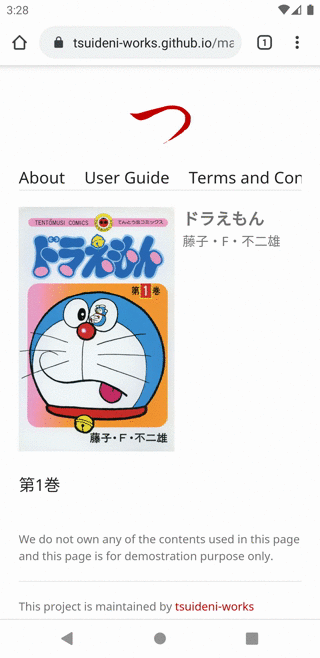 3:28
tsuideni-works.github.io/ma
1
つ
About User Guide Terms and Con
TENTOMUSI COMICS てんとう虫コミックス
ドラえもん
第1巻
藤子・F・不二雄
ドラえもん
藤子・F・不二雄
第1巻
We do not own any of the contents used in this page
and this page is for demostration purpose only.
This project is maintained by tsuideni-works